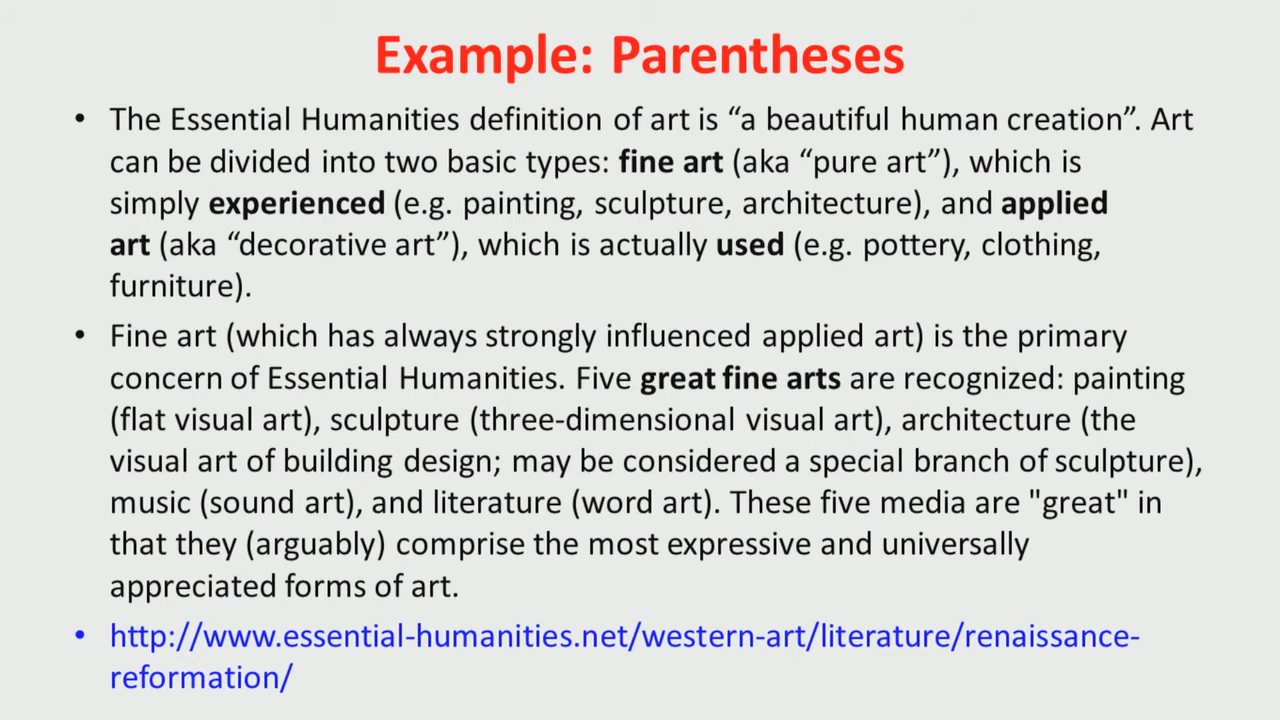 Example: Parentheses
• The Essential Humanities definition of art is “a beautiful human creation”. Art
can be divided into two basic types: fine art (aka “pure art”), which is
simply experienced (e.g. painting, sculpture, architecture), and applied
art (aka “decorative art”), which is actually used (e.g. pottery, clothing,
furniture).
• Fine art (which has always strongly influenced applied art) is the primary
concern of Essential Humanities. Five great fine arts are recognized: painting
(flat visual art), sculpture (three-dimensional visual art), architecture (the
visual art of building design; may be considered a special branch of sculpture),
music (sound art), and literature (word art). These five media are "great" in
that they (arguably) comprise the most expressive and universally
appreciated forms of art.
• http://www.essential-humanities.net/western-art/literature/renaissance-
reformation/